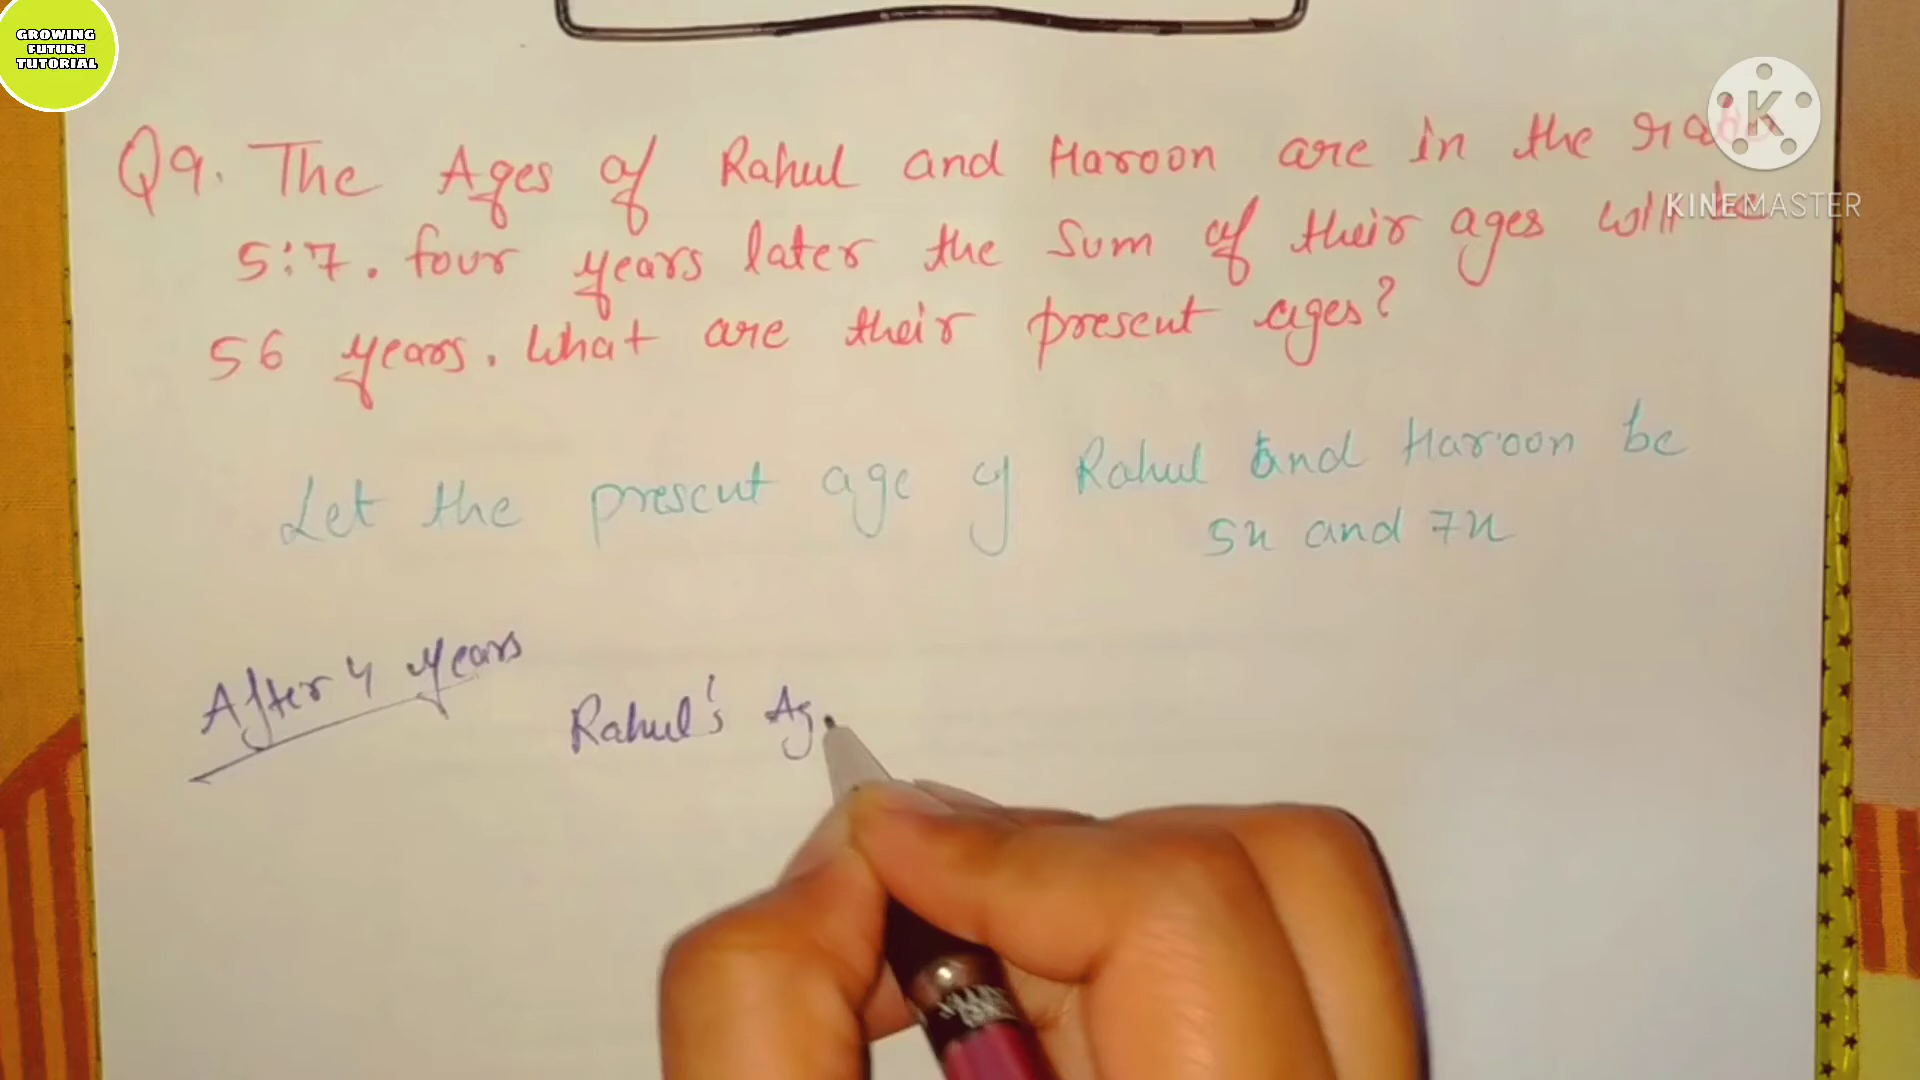 GROWING
FUTURE
TUTORIAL
K
KINEMASTER
Q9. The Ages of Rahul and Haroon are in the
5:7. four years later the sum of their ages will be
56 years. What are their present ages?
Let the present age of Rahul and Haroon be
5x and 7x
After 4 years
Rahul's Ag